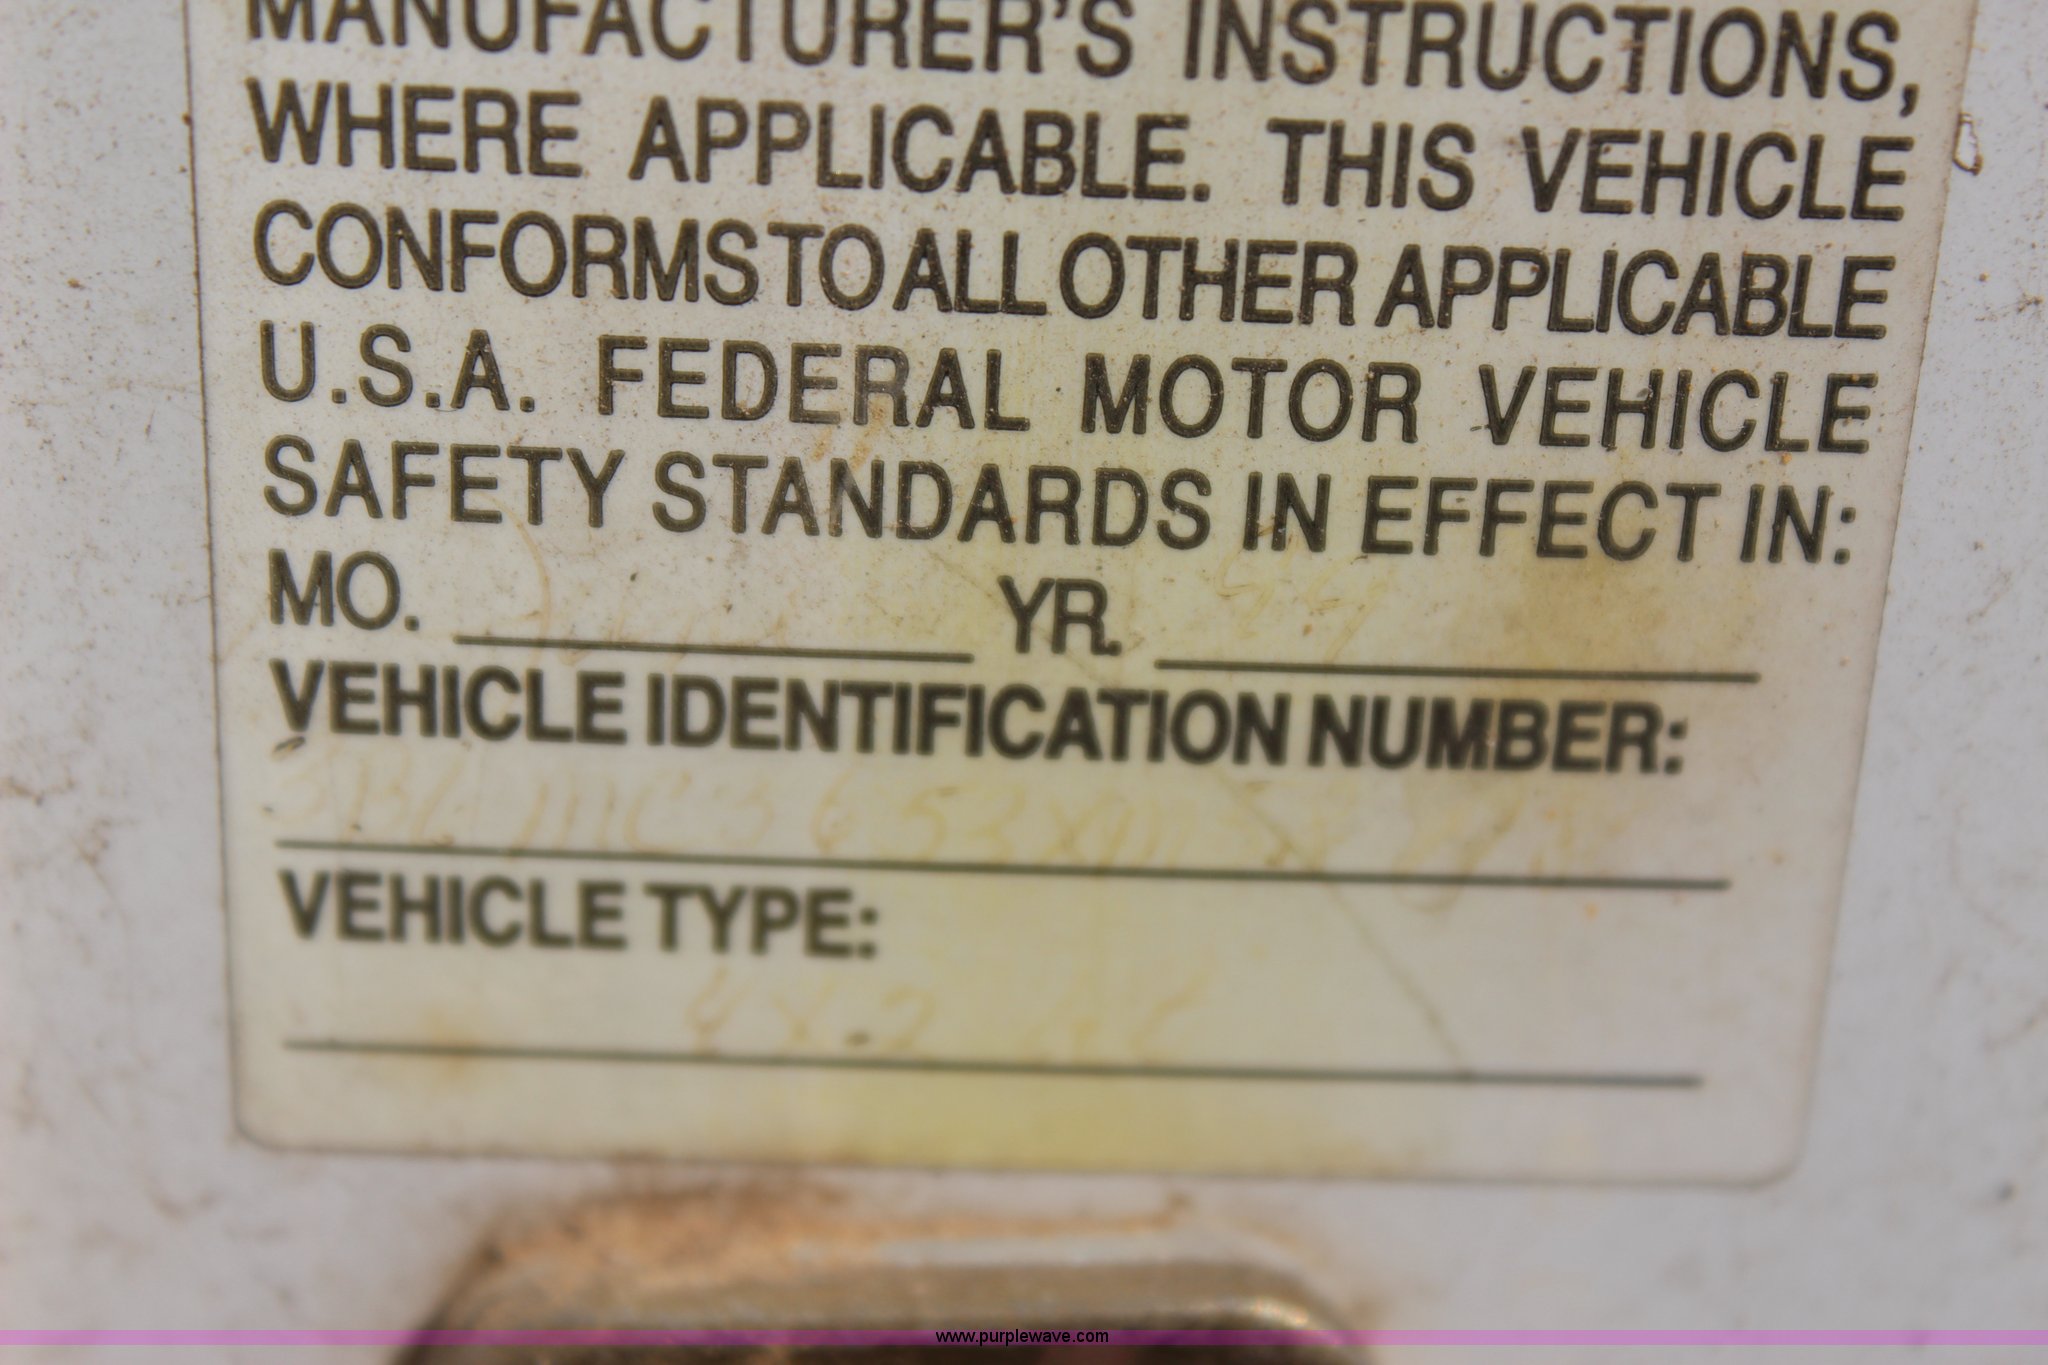 MANUFACTURER'S INSTRUCTIONS,
WHERE APPLICABLE. THIS VEHICLE
CONFORMS TO ALL OTHER APPLICABLE
U.S.A. FEDERAL MOTOR VEHICLE
SAFETY STANDARDS IN EFFECT IN:
MO. YR.
VEHICLE IDENTIFICATION NUMBER:
VEHICLE TYPE:
4X2
www.purplewave.com